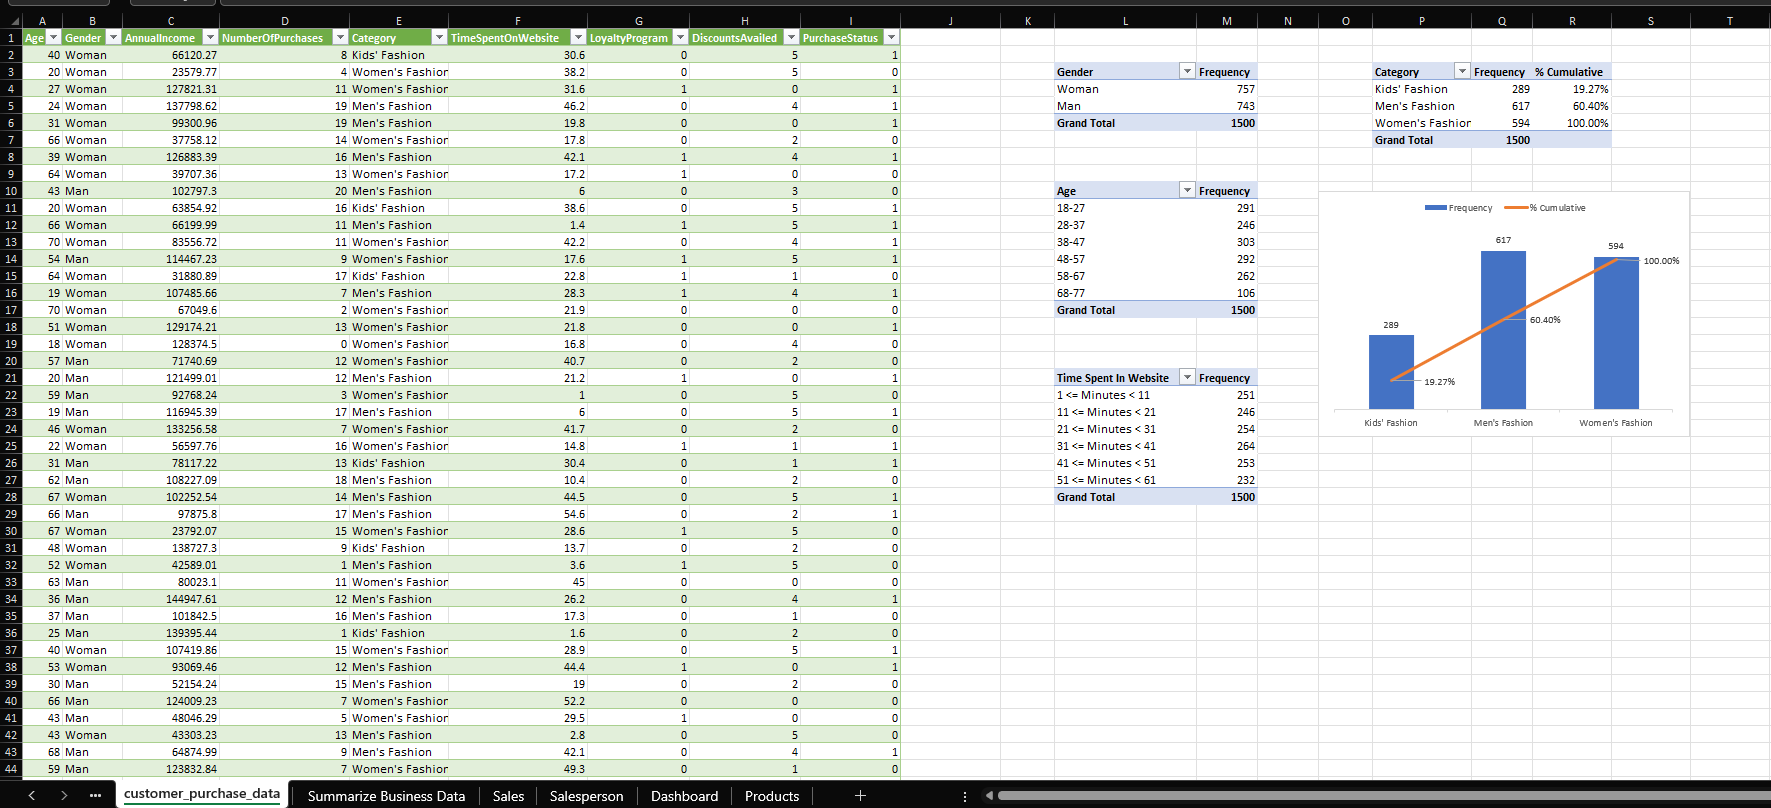 A B C D E F G H I J K L M N O P Q R S T
1 Age Gender AnnualIncome NumberOfPurchases Category TimeSpentOnWebsite LoyaltyProgram DiscountsAvailed PurchaseStatus
2 40 Woman 66120.27 8 Kids' Fashion 30.6 0 5 1
3 20 Woman 23579.77 4 Women's Fashion 38.2 0 5 0 Gender Frequency Category Frequency % Cumulative
4 27 Woman 127821.31 11 Women's Fashion 31.6 1 0 1 Woman 757 Kids' Fashion 289 19.27%
5 24 Woman 137798.62 19 Men's Fashion 46.2 0 4 1 Man 743 Men's Fashion 617 60.40%
6 31 Woman 99300.96 19 Men's Fashion 19.8 0 0 1 Grand Total 1500 Women's Fashion 594 100.00%
7 66 Woman 37758.12 14 Women's Fashion 17.8 0 2 0 Grand Total 1500
8 39 Woman 126883.39 16 Men's Fashion 42.1 1 4 1
9 64 Woman 39707.36 13 Women's Fashion 17.2 1 0 0
10 43 Man 102797.3 20 Men's Fashion 6 0 3 0 Age Frequency
11 20 Woman 63854.92 16 Kids' Fashion 38.6 0 5 1 18-27 291
12 66 Woman 66199.99 11 Men's Fashion 1.4 1 5 1 28-37 246
13 70 Woman 83556.72 11 Women's Fashion 42.2 0 4 1 38-47 303
14 54 Man 114467.23 9 Women's Fashion 17.6 1 5 1 48-57 292
15 64 Woman 31880.89 17 Kids' Fashion 22.8 1 1 0 58-67 262
16 19 Woman 107485.66 7 Men's Fashion 28.3 1 4 1 68-77 106
17 70 Woman 67049.6 2 Women's Fashion 21.9 0 0 0 Grand Total 1500
18 51 Woman 129174.21 13 Women's Fashion 21.8 0 0 1
19 18 Woman 128374.5 0 Women's Fashion 16.8 0 4 0
20 57 Man 71740.69 12 Women's Fashion 40.7 0 2 0
21 20 Man 121499.01 12 Men's Fashion 21.2 1 0 1 Time Spent In Website Frequency
22 59 Man 92768.24 3 Women's Fashion 1 0 5 0 1 <= Minutes < 11 251
23 19 Man 116945.39 17 Men's Fashion 6 0 5 1 11 <= Minutes < 21 246
24 46 Woman 133256.58 7 Women's Fashion 41.7 0 2 0 21 <= Minutes < 31 254
25 22 Woman 56597.76 16 Women's Fashion 14.8 1 1 1 31 <= Minutes < 41 264
26 31 Man 78117.22 13 Kids' Fashion 30.4 0 1 1 41 <= Minutes < 51 253
27 62 Man 108227.09 18 Men's Fashion 10.4 0 2 0 51 <= Minutes < 61 232
28 67 Woman 102252.54 14 Men's Fashion 44.5 0 5 1 Grand Total 1500
29 66 Man 97875.8 17 Men's Fashion 54.6 0 2 1
30 67 Woman 23792.07 15 Women's Fashion 28.6 1 5 0
31 48 Woman 138727.3 9 Kids' Fashion 13.7 0 2 0
32 52 Woman 42589.01 1 Men's Fashion 3.6 1 5 0
33 63 Man 80023.1 11 Women's Fashion 45 0 0 0
34 36 Man 144947.61 12 Men's Fashion 26.2 0 4 1
35 37 Man 101842.5 16 Men's Fashion 17.3 0 1 0
36 25 Man 139395.44 1 Kids' Fashion 1.6 0 2 0
37 40 Woman 107419.86 15 Women's Fashion 28.9 0 5 1
38 53 Woman 93069.46 12 Men's Fashion 44.4 1 0 1
39 30 Man 52154.24 15 Men's Fashion 19 0 2 0
40 66 Man 124009.23 7 Women's Fashion 52.2 0 0 0
41 43 Man 48046.29 5 Women's Fashion 29.5 1 0 0
42 43 Woman 43303.23 13 Men's Fashion 2.8 0 5 0
43 68 Man 64874.99 9 Men's Fashion 42.1 0 4 1
44 59 Man 123832.84 7 Women's Fashion 49.3 0 1 0
Frequency % Cumulative
617
594
100.00%
289
60.40%
19.27%
Kids' Fashion Men's Fashion Women's Fashion
customer_purchase_data Summarize Business Data Sales Salesperson Dashboard Products